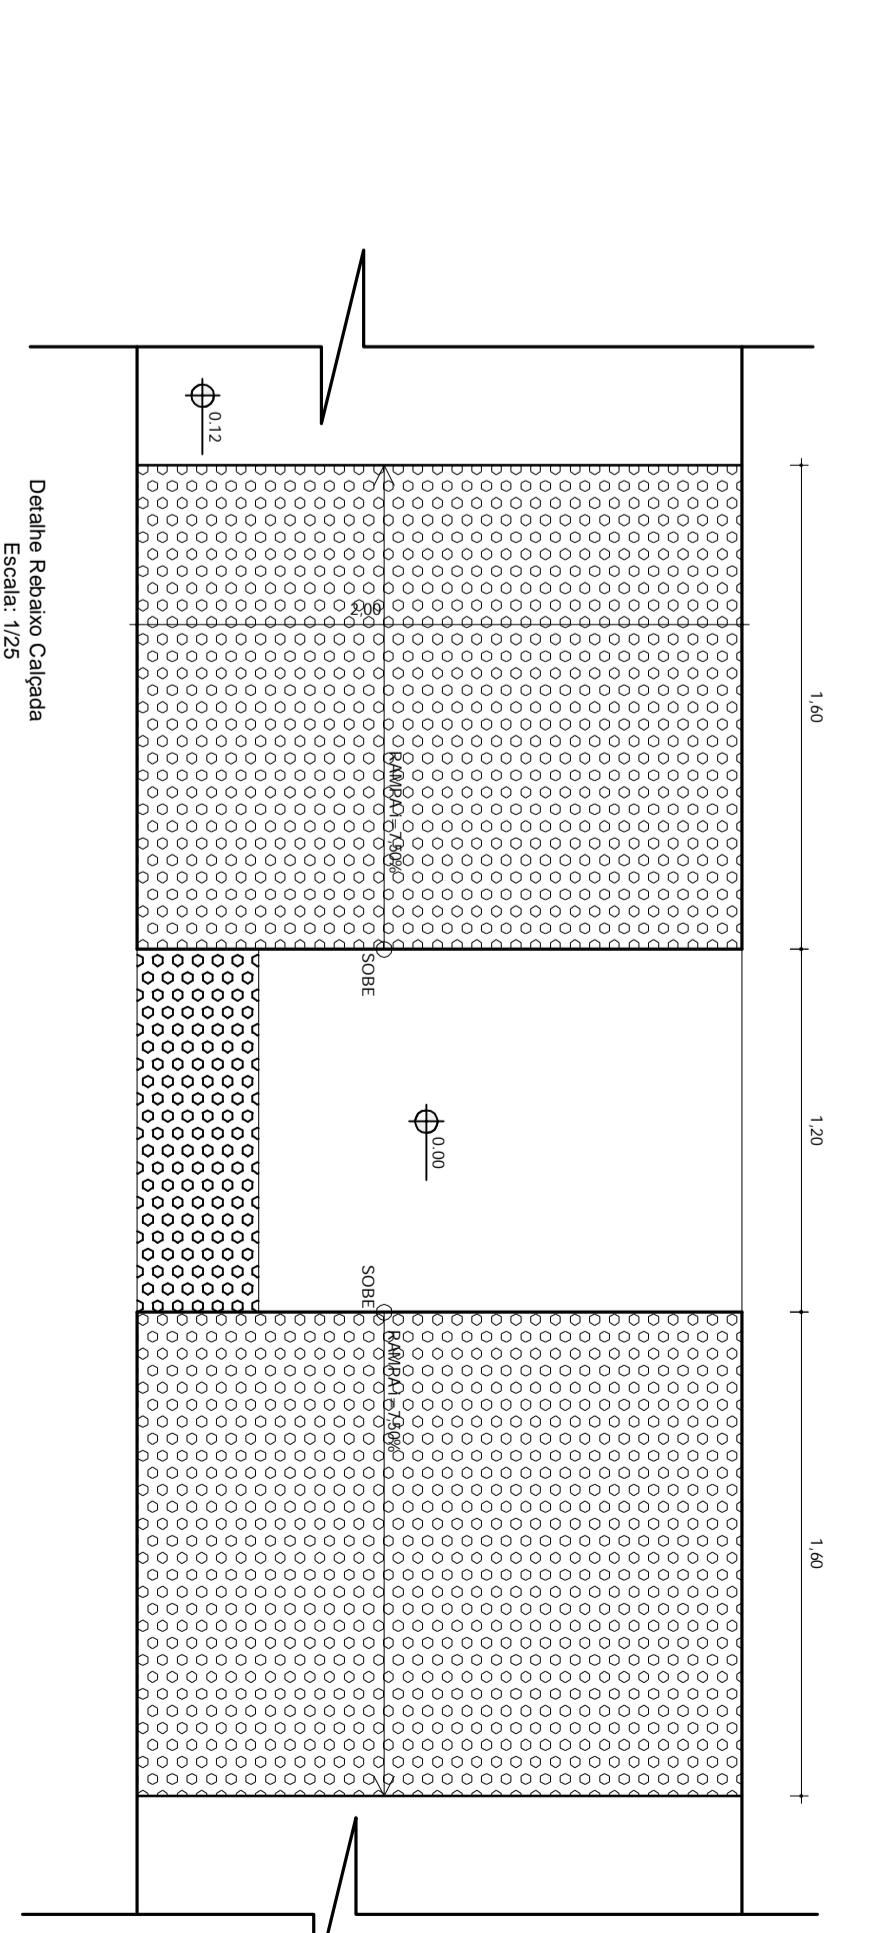 1,60
1,20
1,60
0.12
2,00
RAMPA i= 7,50%
SOBE
0.00
SOBE
RAMPA i= 7,50%
Detalhe Rebaixo Calçada
Escala: 1/25